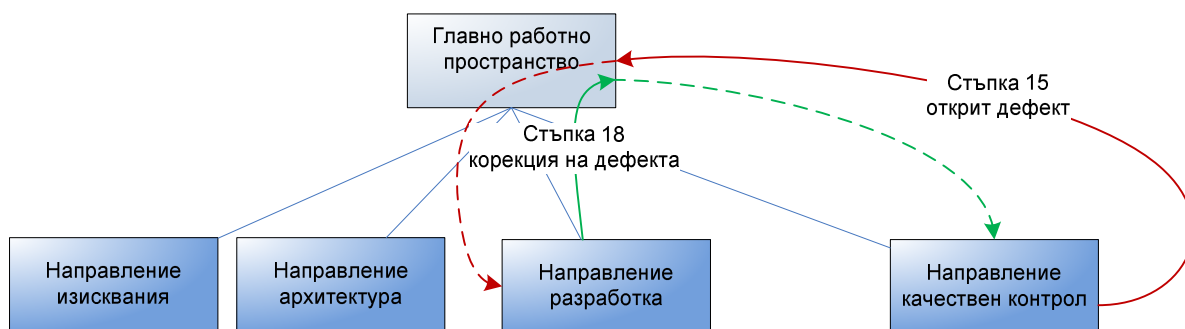 Главно работно
пространство
Стъпка 15
открит дефект
Стъпка 18
корекция на дефекта
Направление
изисквания
Направление
архитектура
Направление
разработка
Направление
качествен контрол